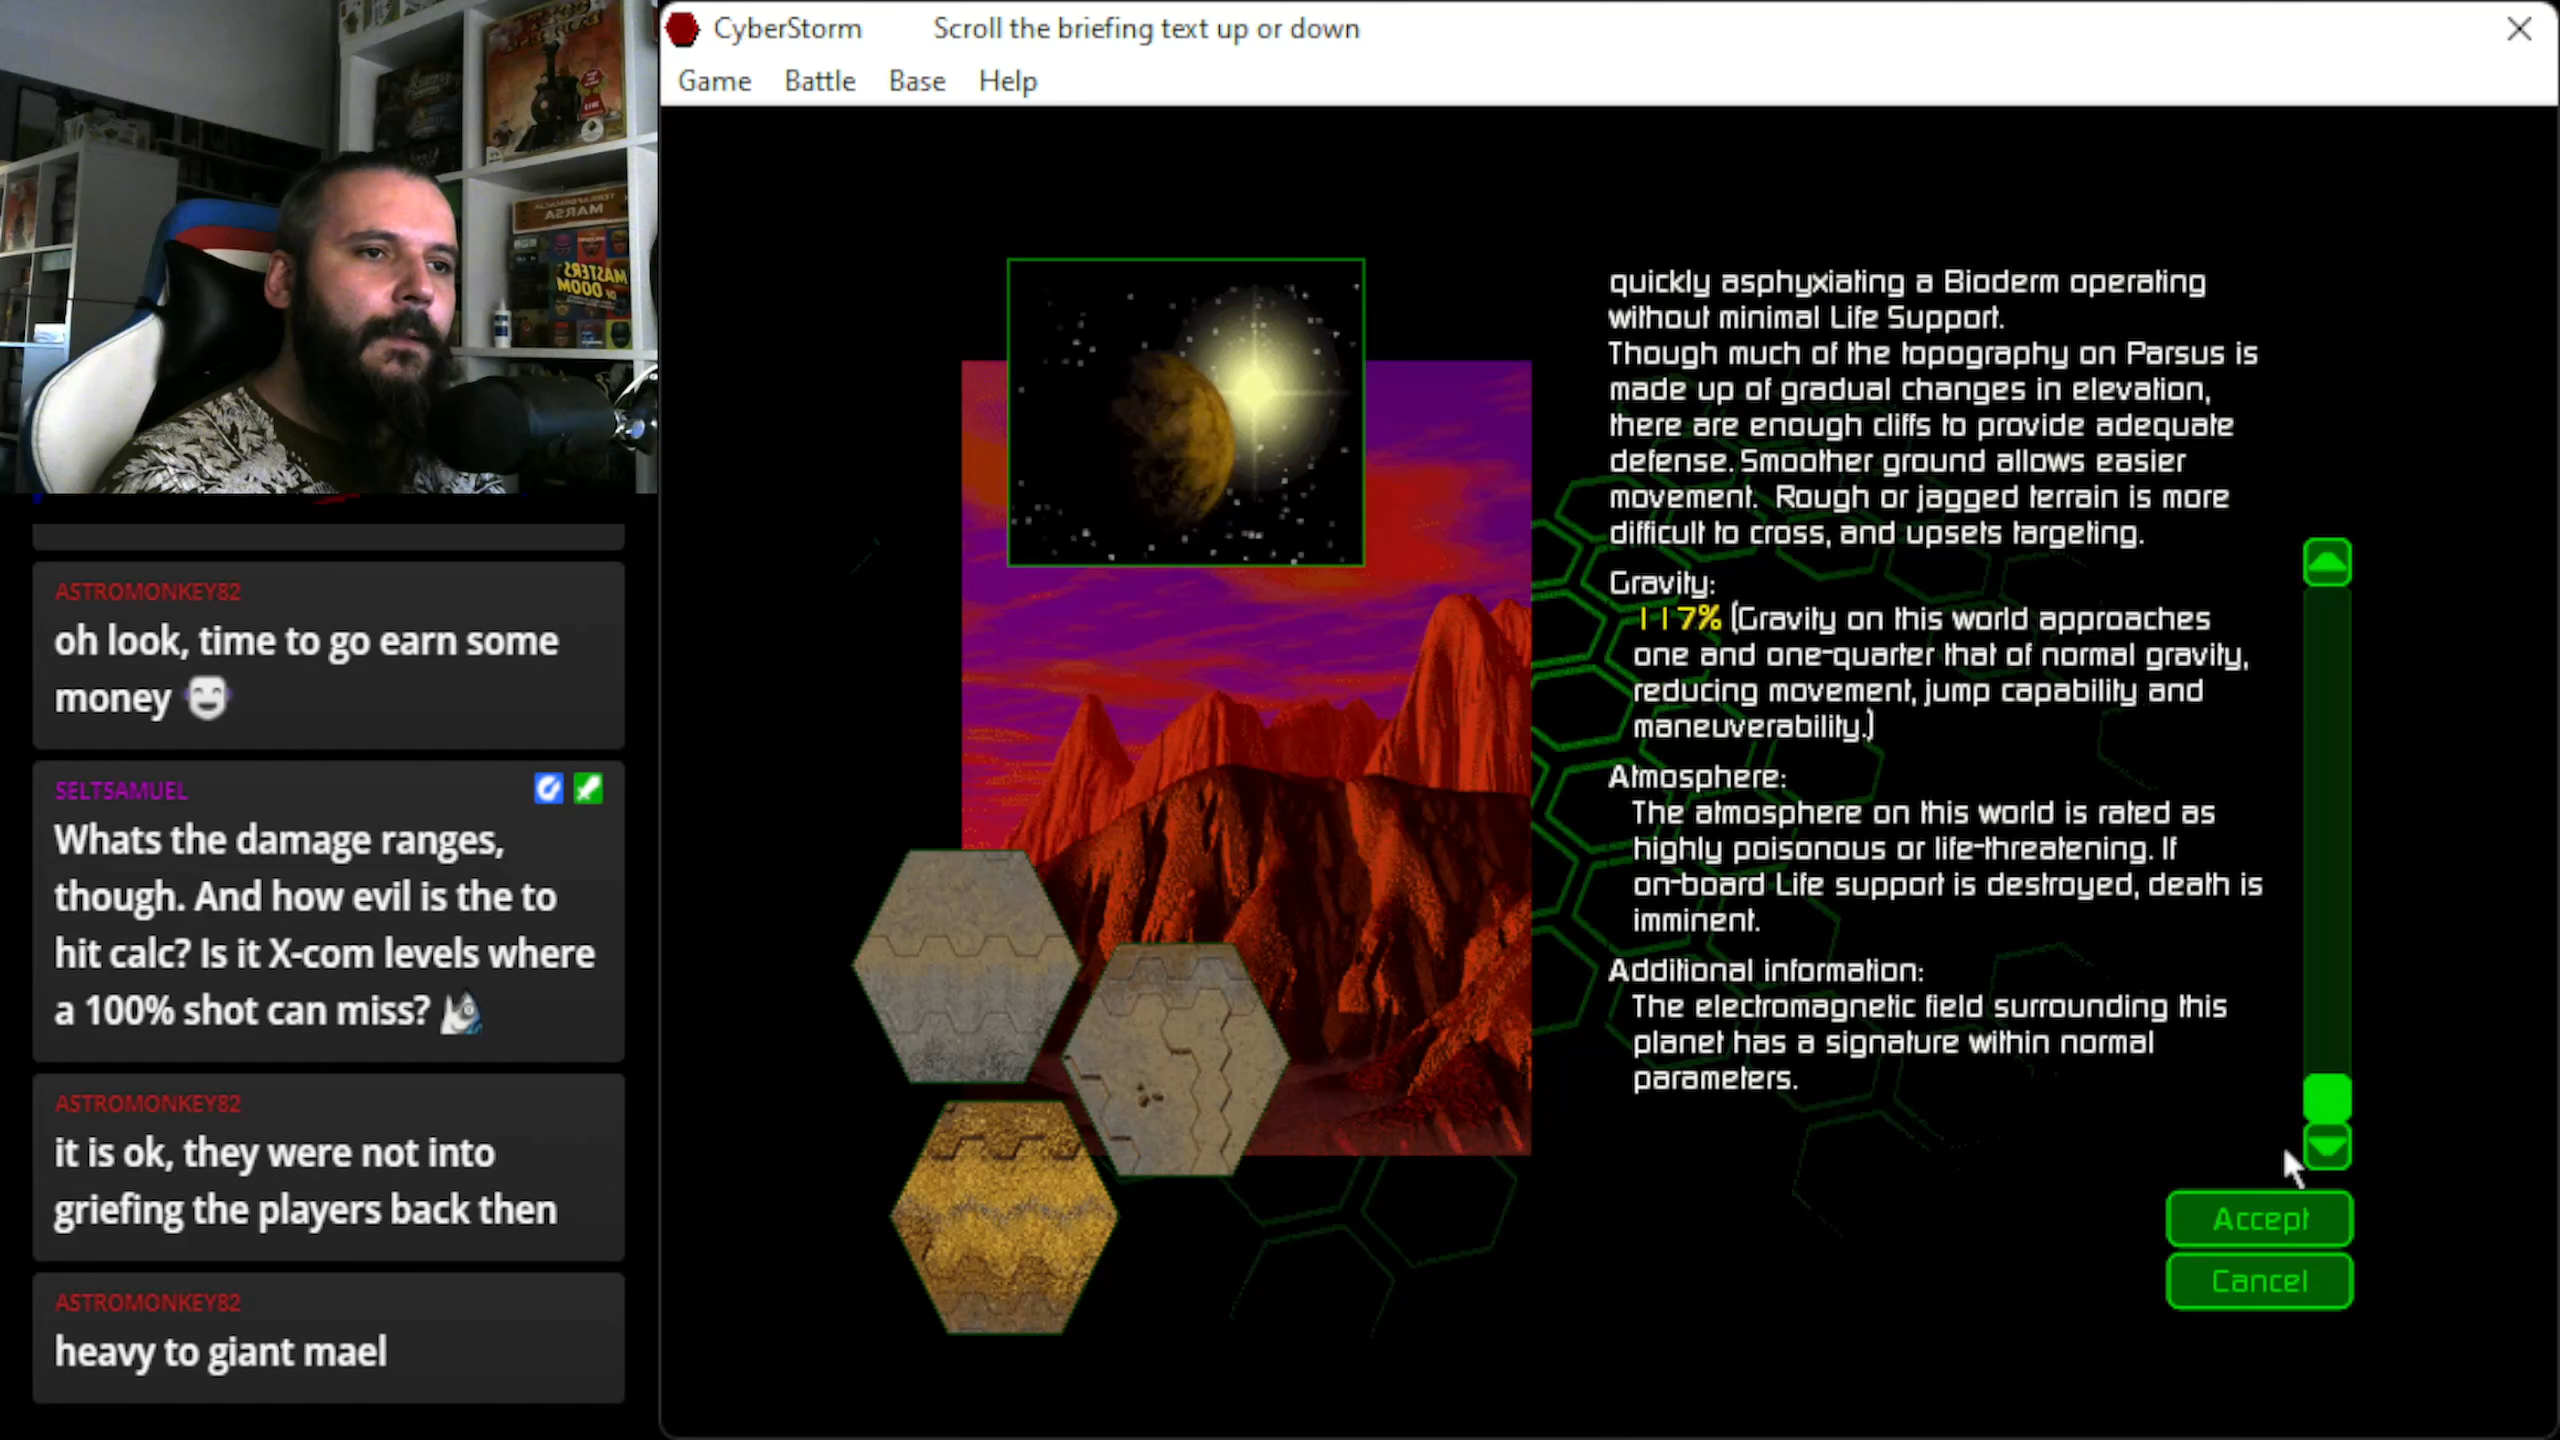 CyberStorm
Scroll the briefing text up or down
Game Battle Base Help
TERRAFORMACJA
MARSA
MASTERS
OF DOOM
ASTROMONKEY82
oh look, time to go earn some
money
SELTSAMUEL
Whats the damage ranges,
though. And how evil is the to
hit calc? Is it X-com levels where
a 100% shot can miss?
ASTROMONKEY82
it is ok, they were not into
griefing the players back then
ASTROMONKEY82
heavy to giant mael
quickly asphyxiating a Bioderm operating
without minimal Life Support.
Though much of the topography on Parsus is
made up of gradual changes in elevation,
there are enough cliffs to provide adequate
defense. Smoother ground allows easier
movement. Rough or jagged terrain is more
difficult to cross, and upsets targeting.
Gravity:
117% (Gravity on this world approaches
one and one-quarter that of normal gravity,
reducing movement, jump capability and
maneuverability.)
Atmosphere:
The atmosphere on this world is rated as
highly poisonous or life-threatening. If
on-board Life support is destroyed, death is
imminent.
Additional information:
The electromagnetic field surrounding this
planet has a signature within normal
parameters.
Accept
Cancel